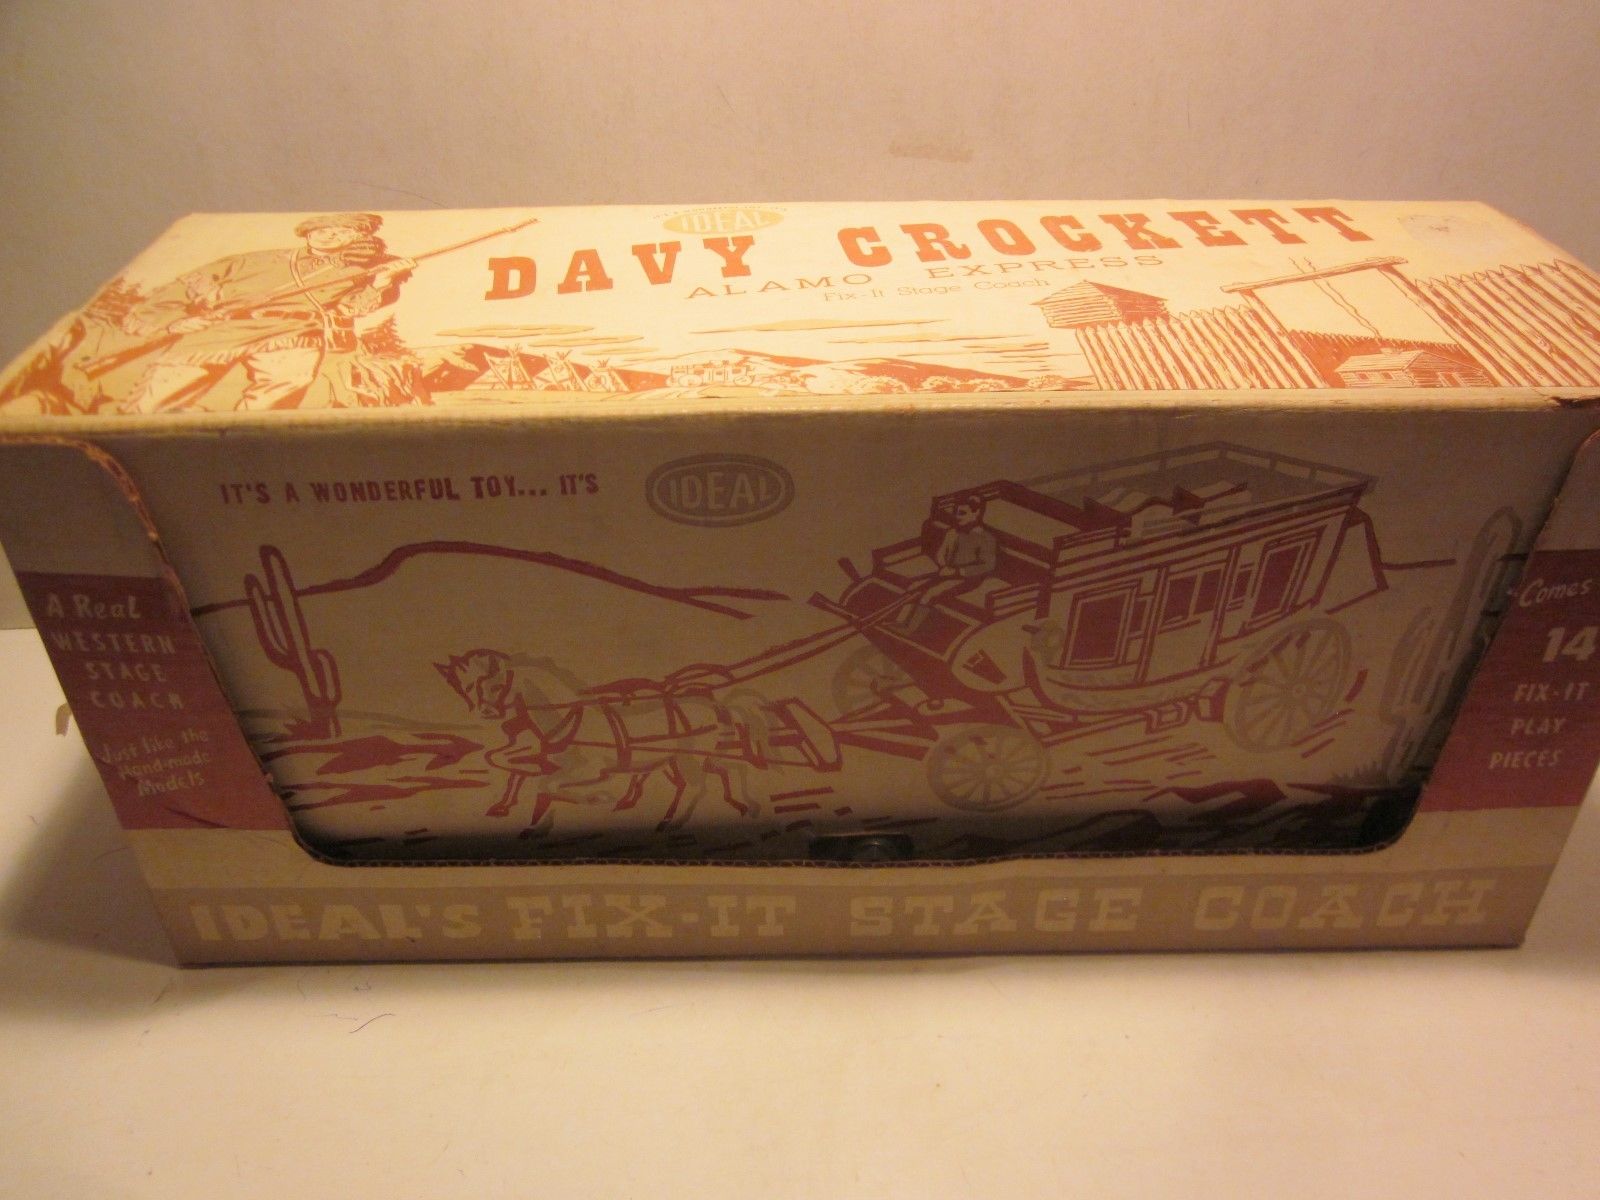 IDEAL
DAVY CROCKETT
ALAMO EXPRESS
Fix-It Stage Coach
IT'S A WONDERFUL TOY... IT'S
IDEAL
A Real
WESTERN
STAGE
COACH
Just like the
Hand-made
Models
Comes
14
FIX-IT
PLAY
PIECES
IDEAL'S FIX-IT STAGE COACH